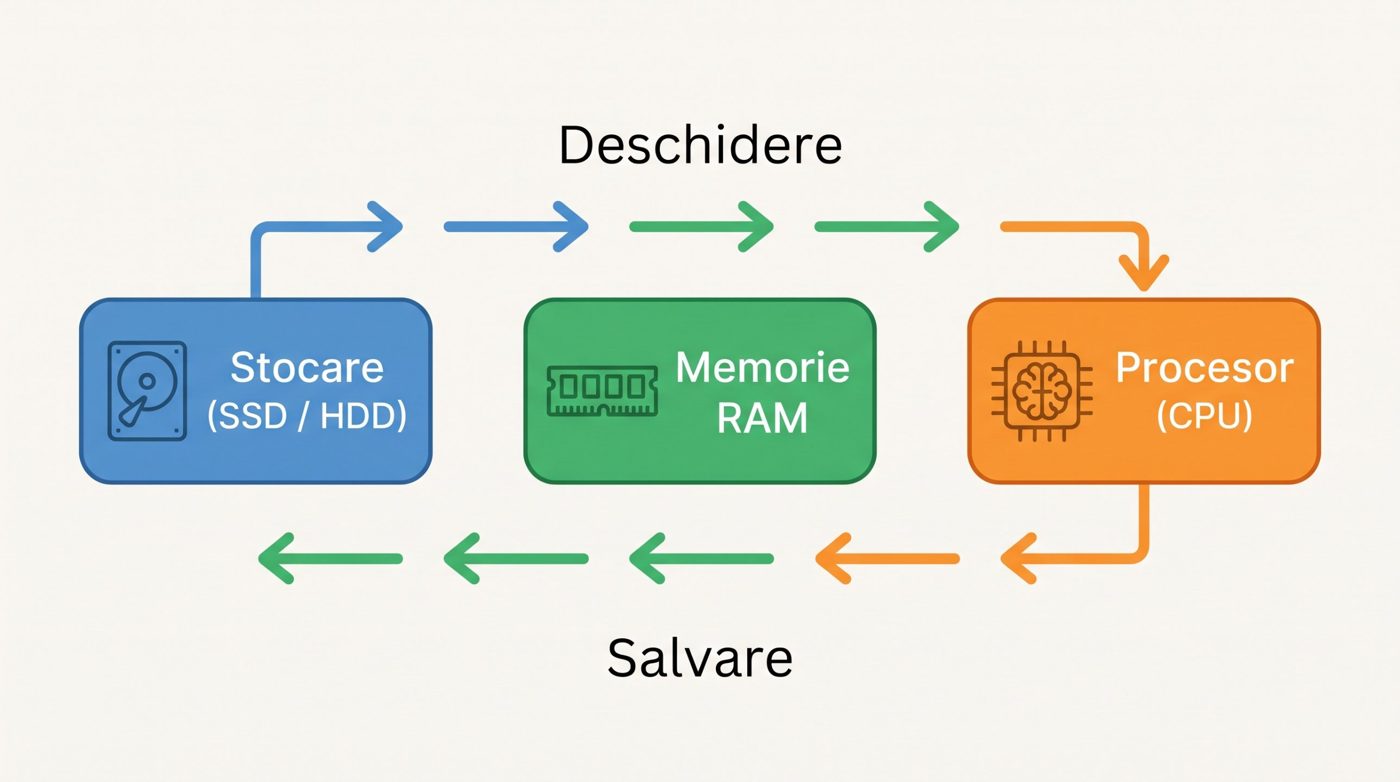 Deschidere
Stocare
(SSD / HDD)
Memorie
RAM
Procesor
(CPU)
Salvare